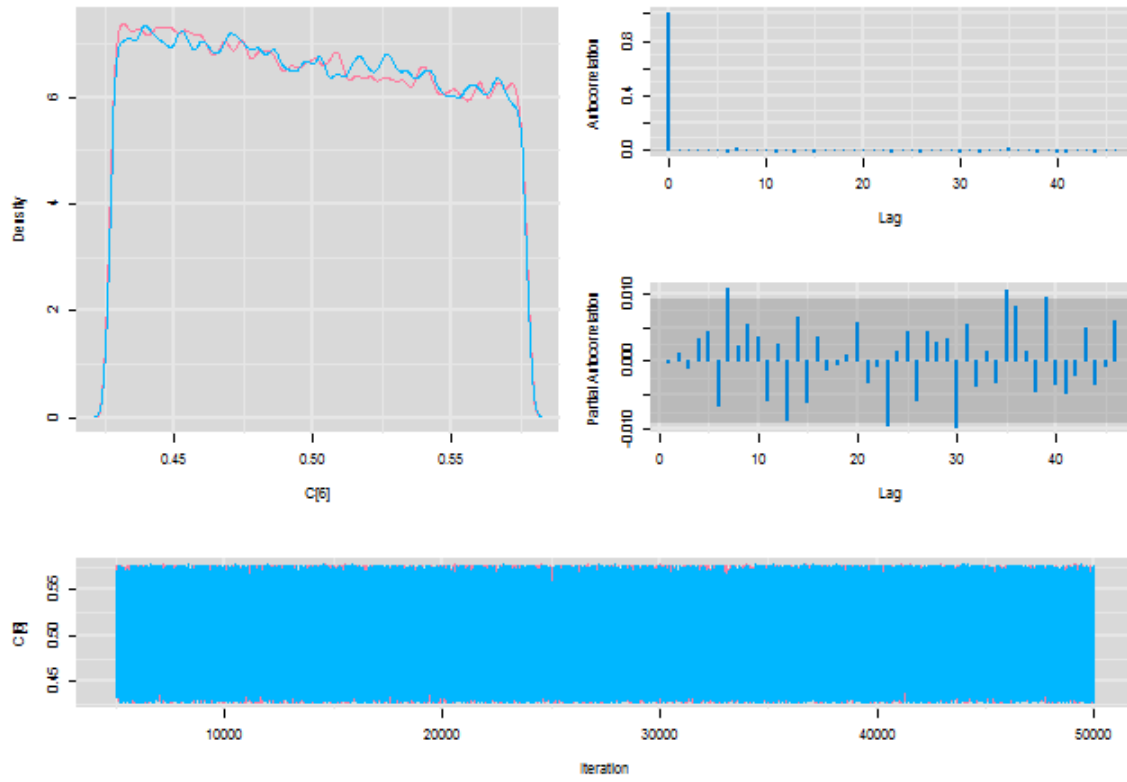 Density
6
4
2
0
0.45 0.50 0.55
C[6]
Autocorrelation
0.8
0.4
0.0
0 10 20 30 40
Lag
Partial Autocorrelation
0.010
0.000
-0.010
0 10 20 30 40
Lag
C[6]
0.55
0.50
0.45
10000 20000 30000 40000 50000
Iteration